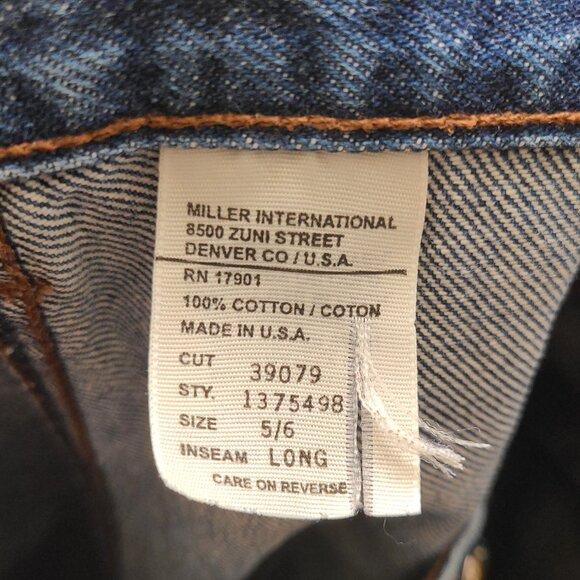 MILLER INTERNATIONAL
8500 ZUNI STREET
DENVER CO / U.S.A.
RN 17901
100% COTTON / COTON
MADE IN U.S.A.
CUT 39079
STY. 1375498
SIZE 5/6
INSEAM LONG
CARE ON REVERSE